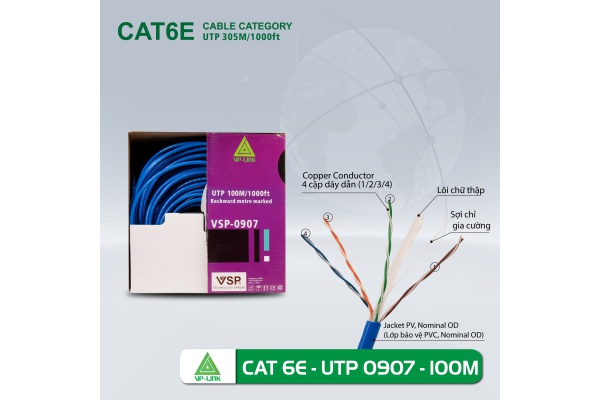 CAT6E
CABLE CATEGORY
UTP 305M/1000ft
VP-LINK
UTP 100M/1000ft
Backward metre marked
VSP-0907
VSP
Copper Conductor
4 cặp dây dẫn (1/2/3/4)
Lõi chữ thập
Sợi chỉ
gia cường
1
2
3
4
Jacket PV, Nominal OD
(Lớp bảo vệ PVC, Nominal OD)
VP-LINK
CAT 6E - UTP 0907 - 100M